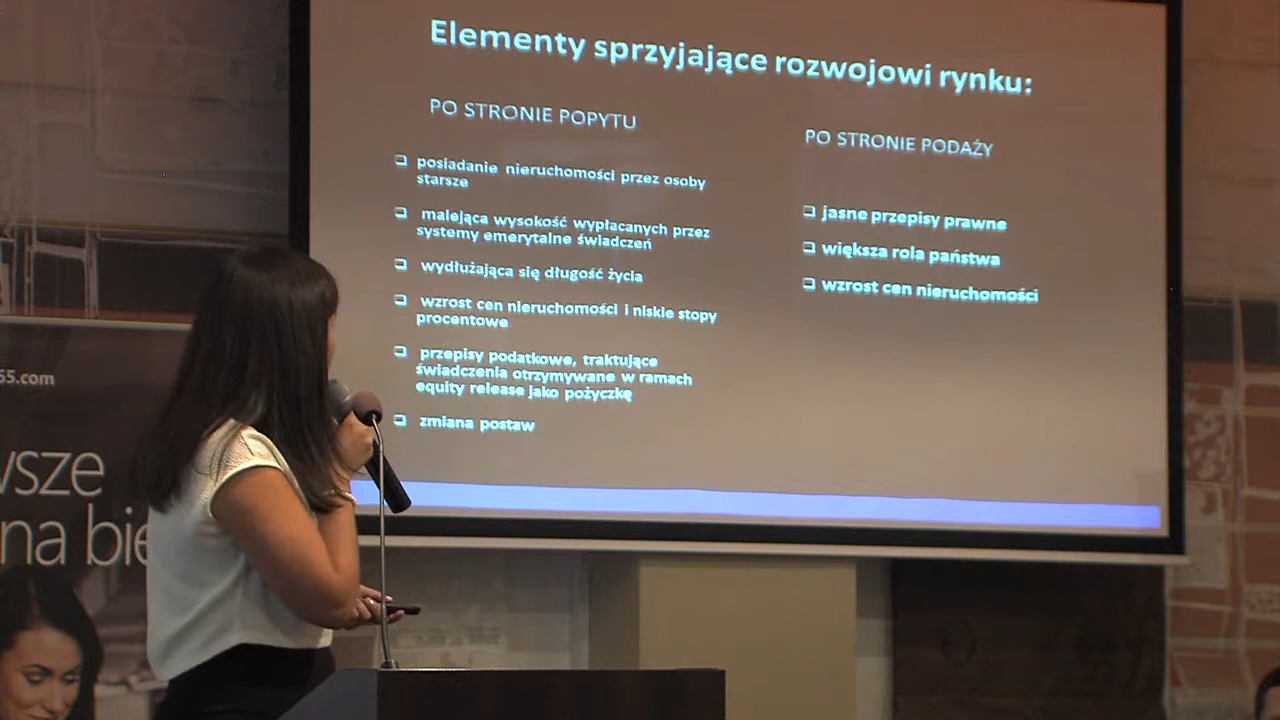 Elementy sprzyjające rozwojowi rynku:
PO STRONIE POPYTU
posiadanie nieruchomości przez osoby
starsze
malejąca wysokość wypłacanych przez
systemy emerytalne świadczeń
wydłużająca się długość życia
wzrost cen nieruchomości i niskie stopy
procentowe
przepisy podatkowe, traktujące
świadczenia otrzymywane w ramach
equity release jako pożyczkę
zmiana postaw
PO STRONIE PODAŻY
jasne przepisy prawne
większa rola państwa
wzrost cen nieruchomości
55.com
wsze
na bie